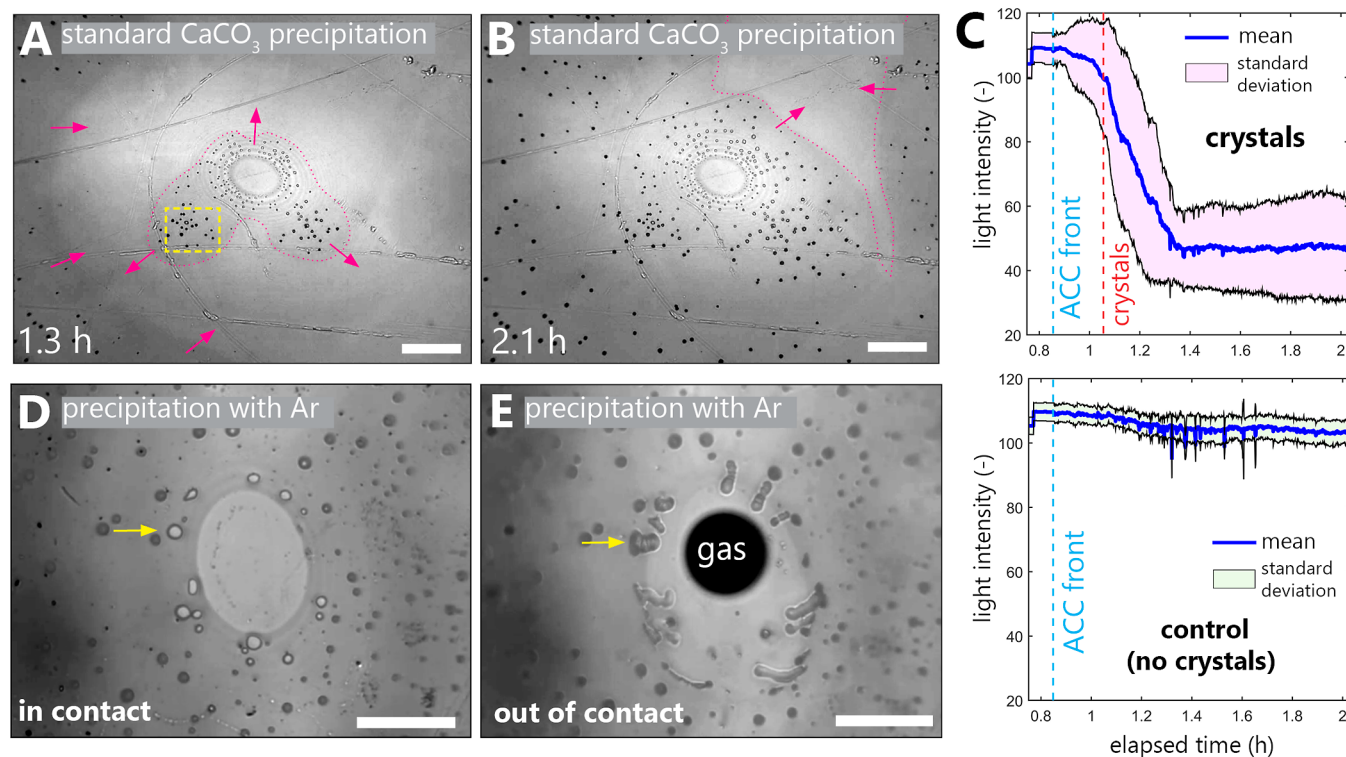 A standard CaCO₃ precipitation
1.3 h
B standard CaCO₃ precipitation
2.1 h
C
120
100
80
60
40
20
light intensity (-)
mean
standard
deviation
crystals
ACC front
crystals
0.8 1 1.2 1.4 1.6 1.8 2
D precipitation with Ar
in contact
E precipitation with Ar
gas
out of contact
120
100
80
60
40
20
light intensity (-)
mean
standard
deviation
ACC front
control
(no crystals)
0.8 1 1.2 1.4 1.6 1.8 2
elapsed time (h)